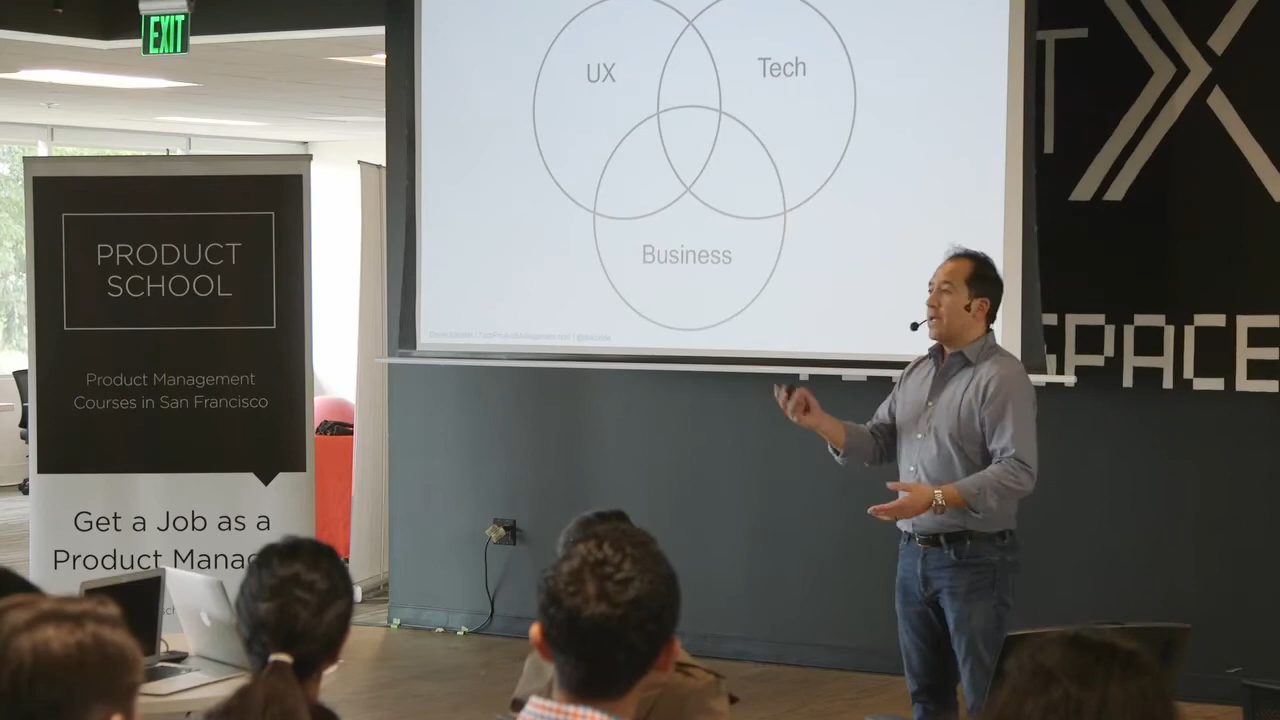 EXIT
UX
Tech
Business
PRODUCT
SCHOOL
Product Management
Courses in San Francisco
Get a Job as a
Product Manag
T
X
SPACE